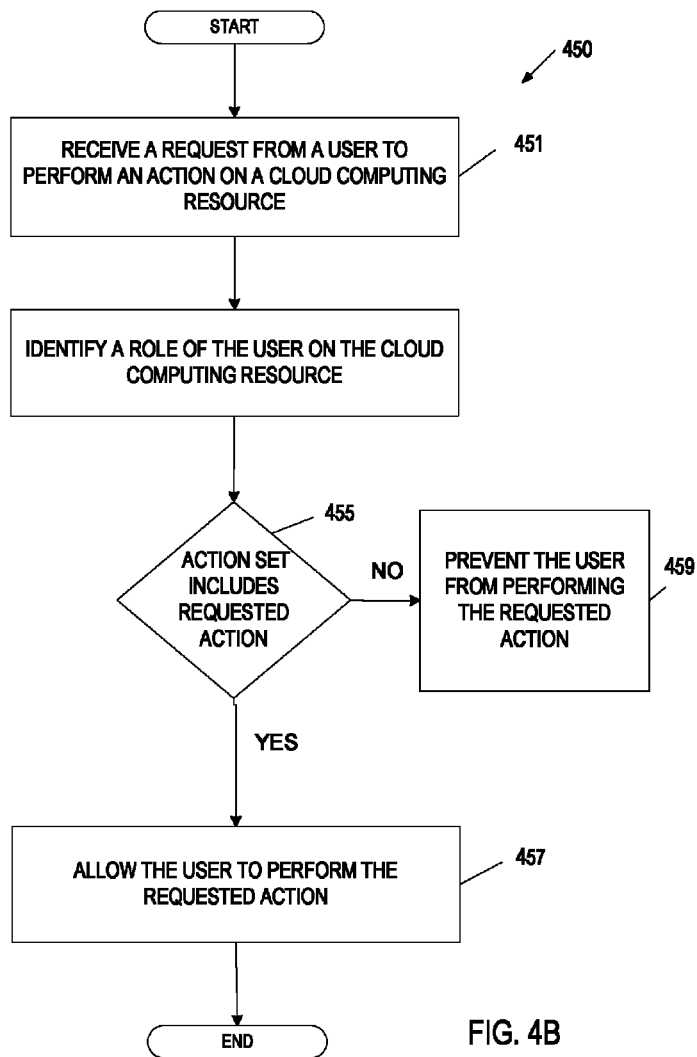 START
450
RECEIVE A REQUEST FROM A USER TO
PERFORM AN ACTION ON A CLOUD COMPUTING
RESOURCE
451
IDENTIFY A ROLE OF THE USER ON THE CLOUD
COMPUTING RESOURCE
455
ACTION SET
INCLUDES
REQUESTED
ACTION
NO
PREVENT THE USER
FROM PERFORMING
THE REQUESTED
ACTION
459
YES
ALLOW THE USER TO PERFORM THE
REQUESTED ACTION
457
END
FIG. 4B